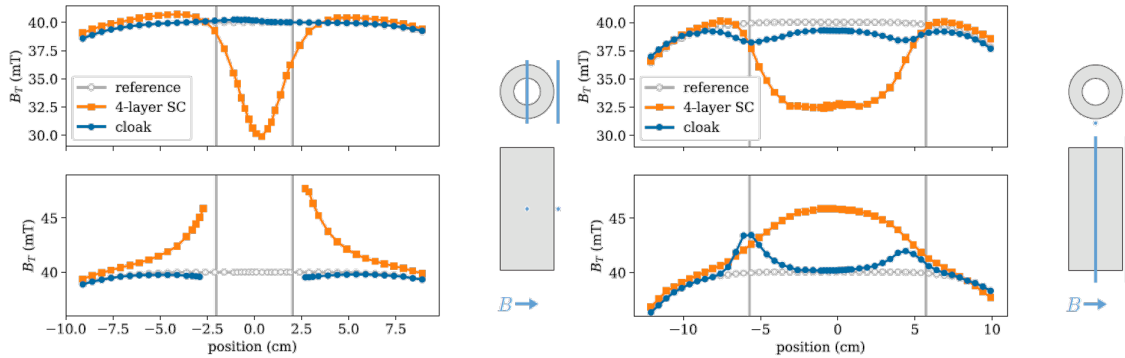 40.0
37.5
35.0
32.5
30.0
B_T (mT)
reference
4-layer SC
cloak
45
40
B_T (mT)
−10.0 −7.5 −5.0 −2.5 0.0 2.5 5.0 7.5
position (cm)
B
40.0
37.5
35.0
32.5
30.0
B_T (mT)
reference
4-layer SC
cloak
45
40
B_T (mT)
−10 −5 0 5 10
position (cm)
B